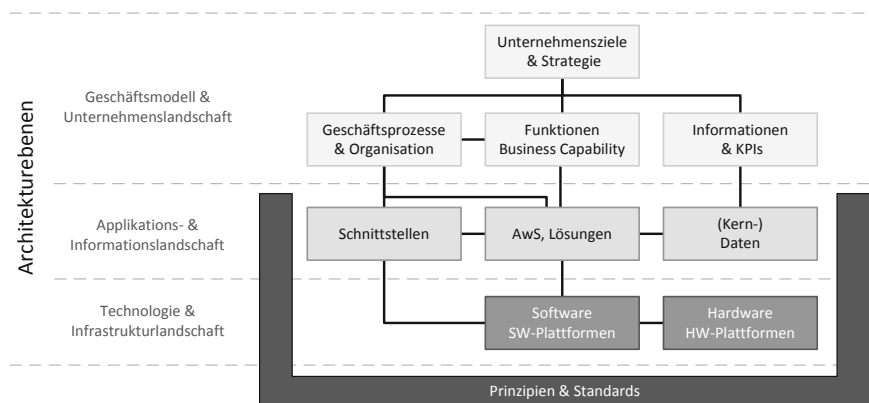 Architekturebenen
Unternehmensziele
& Strategie
Geschäftsmodell &
Unternehmenslandschaft
Geschäftsprozesse
& Organisation
Funktionen
Business Capability
Informationen
& KPIs
Applikations- &
Informationslandschaft
Schnittstellen
AwS, Lösungen
(Kern-)
Daten
Technologie &
Infrastrukturlandschaft
Software
SW-Plattformen
Hardware
HW-Plattformen
Prinzipien & Standards